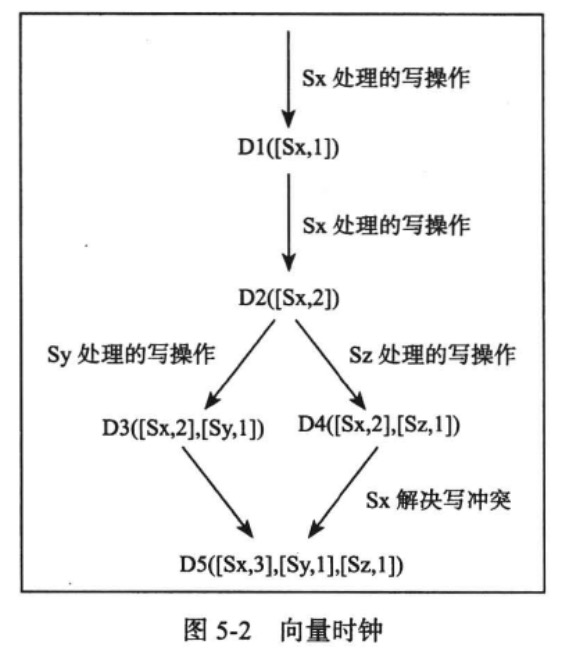 Sx 处理的写操作
D1([Sx,1])
Sx 处理的写操作
D2([Sx,2])
Sy 处理的写操作
Sz 处理的写操作
D3([Sx,2],[Sy,1])
D4([Sx,2],[Sz,1])
Sx 解决写冲突
D5([Sx,3],[Sy,1],[Sz,1])
图 5-2 向量时钟